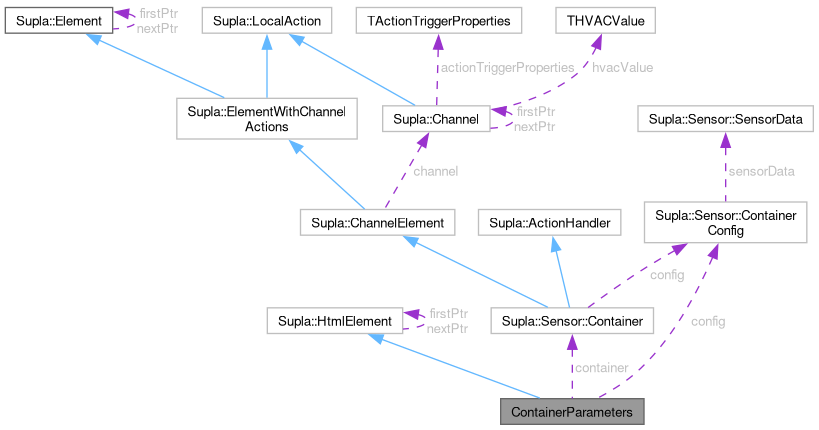 Supla::Element
firstPtr
nextPtr
Supla::LocalAction
TActionTriggerProperties
THVACValue
actionTriggerProperties
hvacValue
Supla::ElementWithChannel
Actions
Supla::Channel
firstPtr
nextPtr
Supla::Sensor::SensorData
channel
sensorData
Supla::ChannelElement
Supla::ActionHandler
Supla::Sensor::Container
Config
config
Supla::HtmlElement
firstPtr
nextPtr
Supla::Sensor::Container
config
container
ContainerParameters